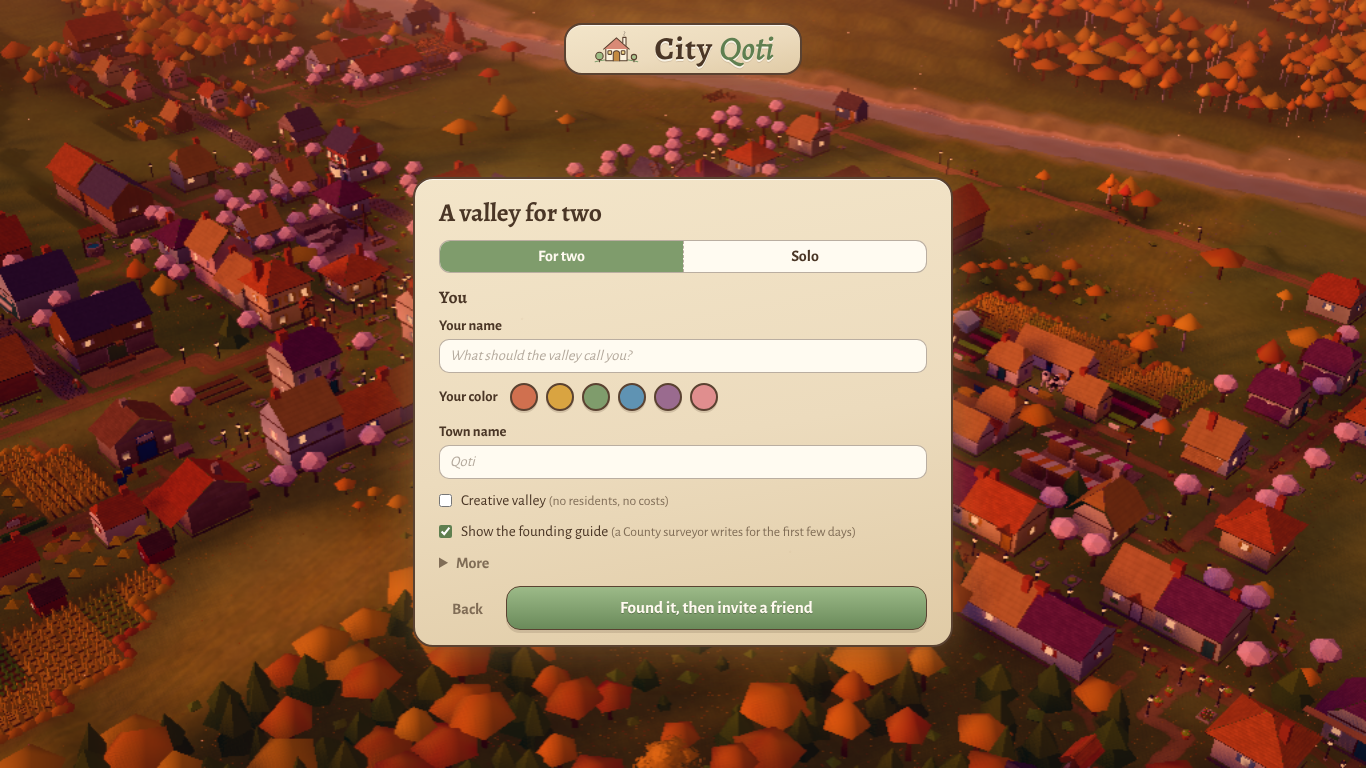 City Qoti
A valley for two
For two
Solo
You
Your name
What should the valley call you?
Your color
Town name
Qoti
Creative valley (no residents, no costs)
Show the founding guide (a County surveyor writes for the first few days)
More
Back
Found it, then invite a friend